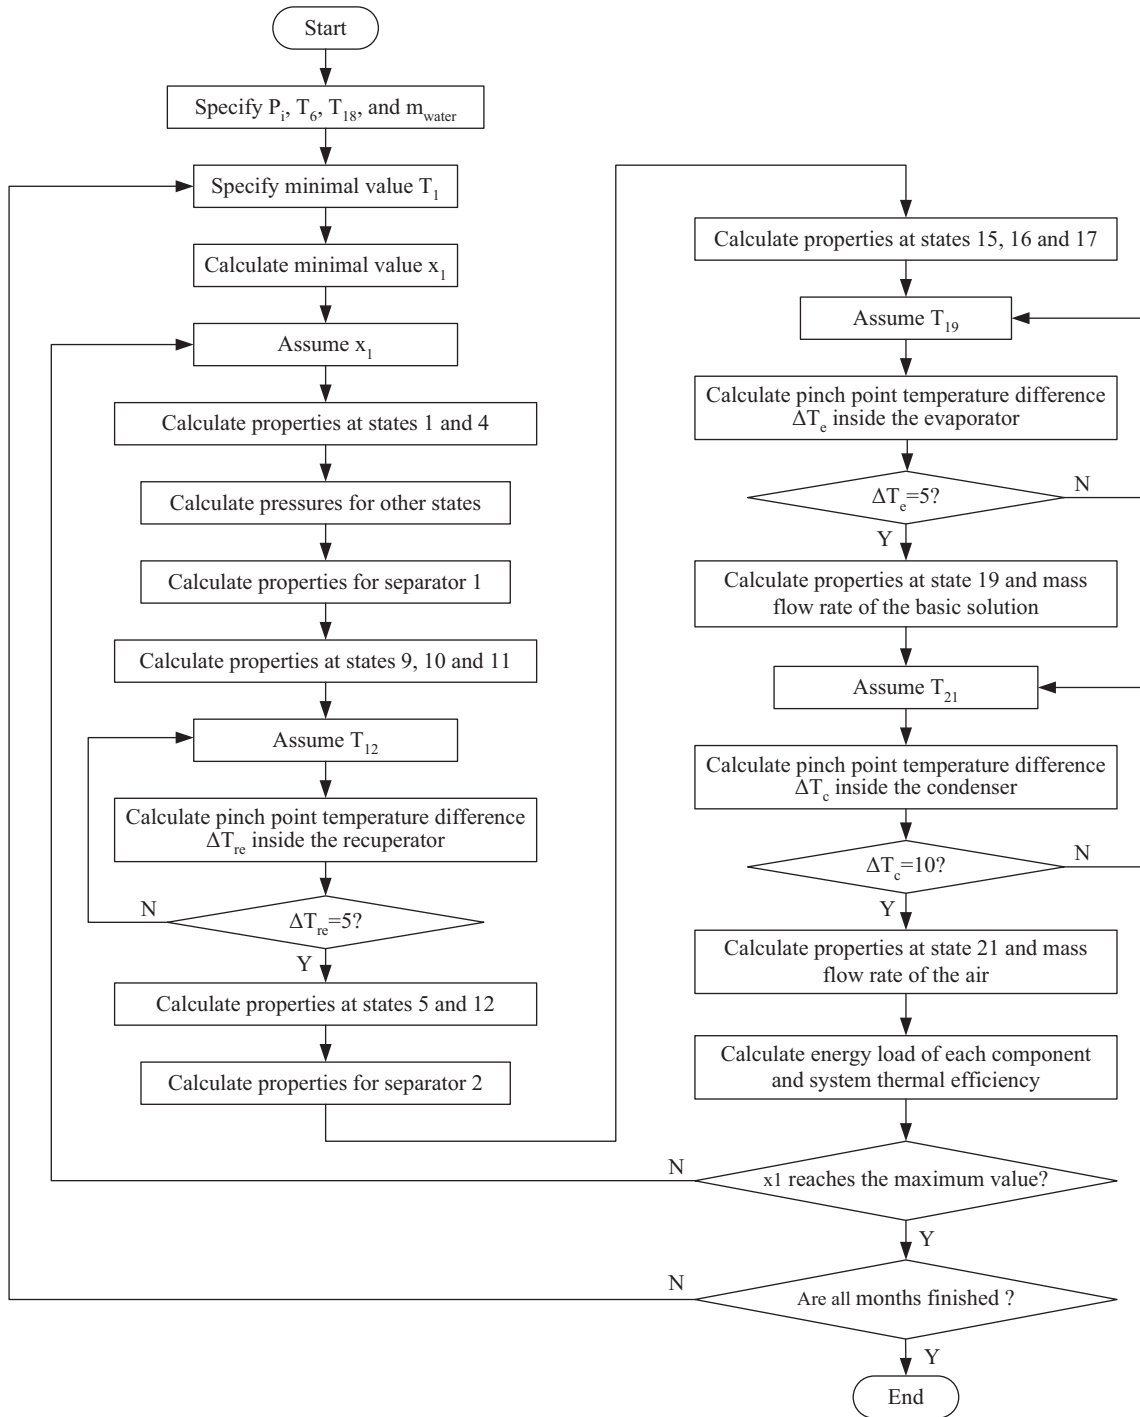 Start
Specify P_i, T_6, T_18, and m_water
Specify minimal value T_1
Calculate minimal value x_1
Assume x_1
Calculate properties at states 1 and 4
Calculate pressures for other states
Calculate properties for separator 1
Calculate properties at states 9, 10 and 11
Assume T_12
Calculate pinch point temperature difference
ΔT_re inside the recuperator
N
ΔT_re=5?
Y
Calculate properties at states 5 and 12
Calculate properties for separator 2
Calculate properties at states 15, 16 and 17
Assume T_19
Calculate pinch point temperature difference
ΔT_e inside the evaporator
ΔT_e=5?
N
Y
Calculate properties at state 19 and mass
flow rate of the basic solution
Assume T_21
Calculate pinch point temperature difference
ΔT_c inside the condenser
ΔT_c=10?
N
Y
Calculate properties at state 21 and mass
flow rate of the air
Calculate energy load of each component
and system thermal efficiency
N
x1 reaches the maximum value?
Y
N
Are all months finished ?
Y
End